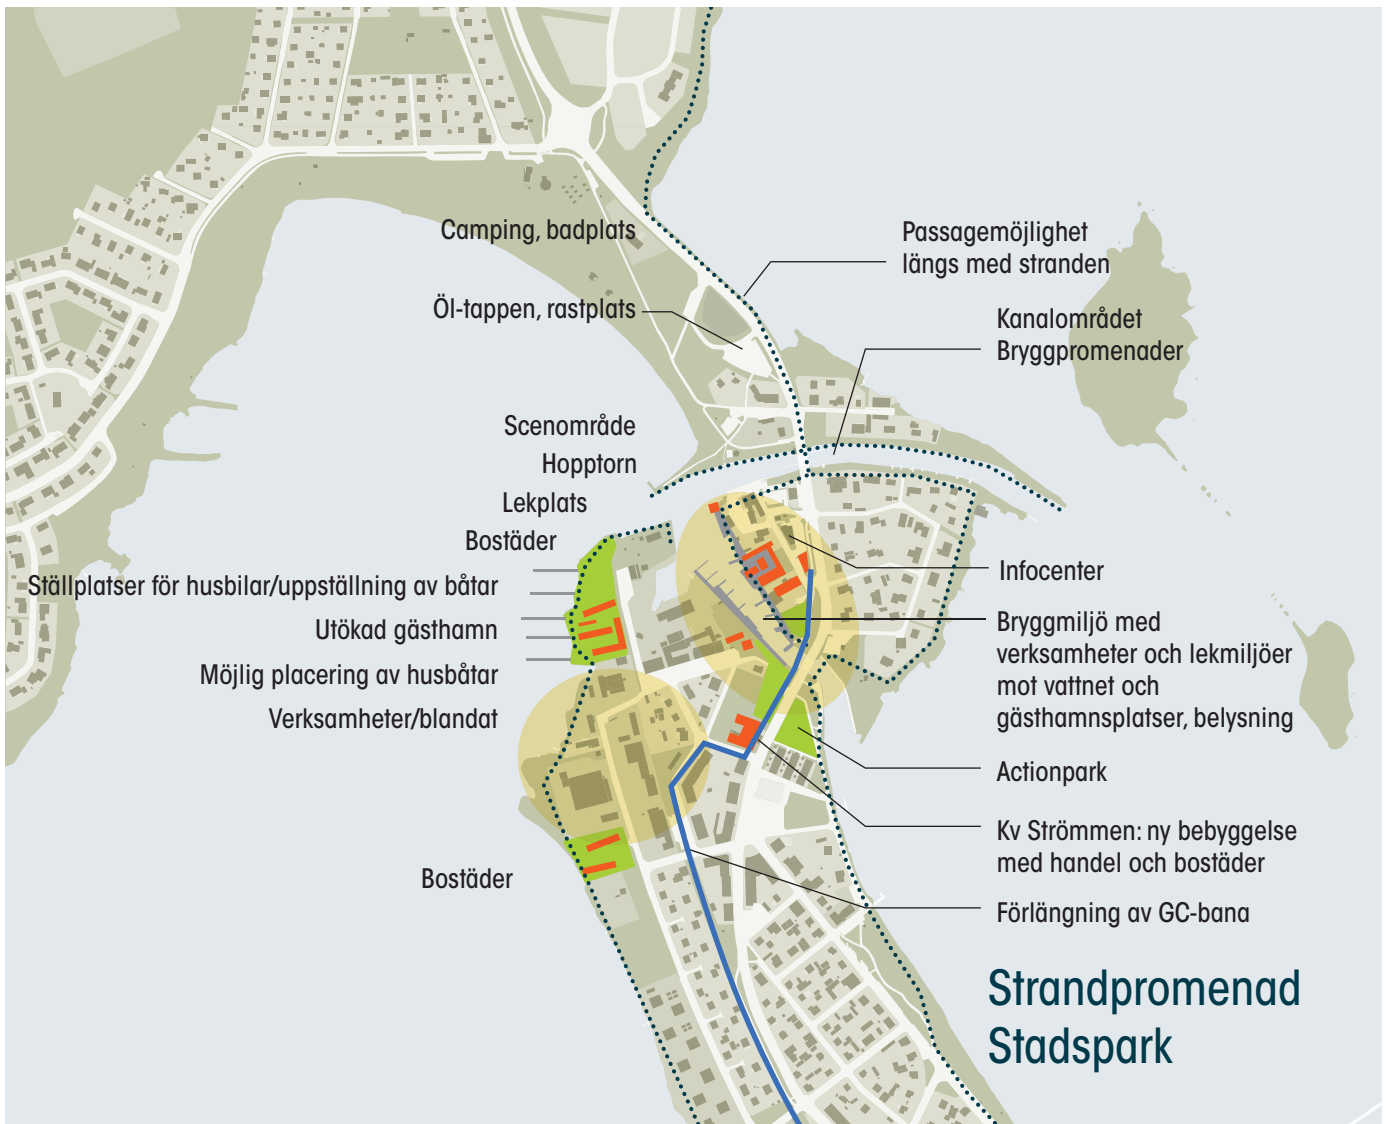 Camping, badplats
Öl-tappen, rastplats
Scenområde
Hopptorn
Lekplats
Bostäder
Ställplatser för husbilar/uppställning av båtar
Utökad gästhamn
Möjlig placering av husbåtar
Verksamheter/blandat
Bostäder
Passagemöjlighet
längs med stranden
Kanalområdet
Bryggpromenader
Infocenter
Bryggmiljö med
verksamheter och lekmiljöer
mot vattnet och
gästhamnsplatser, belysning
Actionpark
Kv Strömmen: ny bebyggelse
med handel och bostäder
Förlängning av GC-bana
Strandpromenad
Stadspark